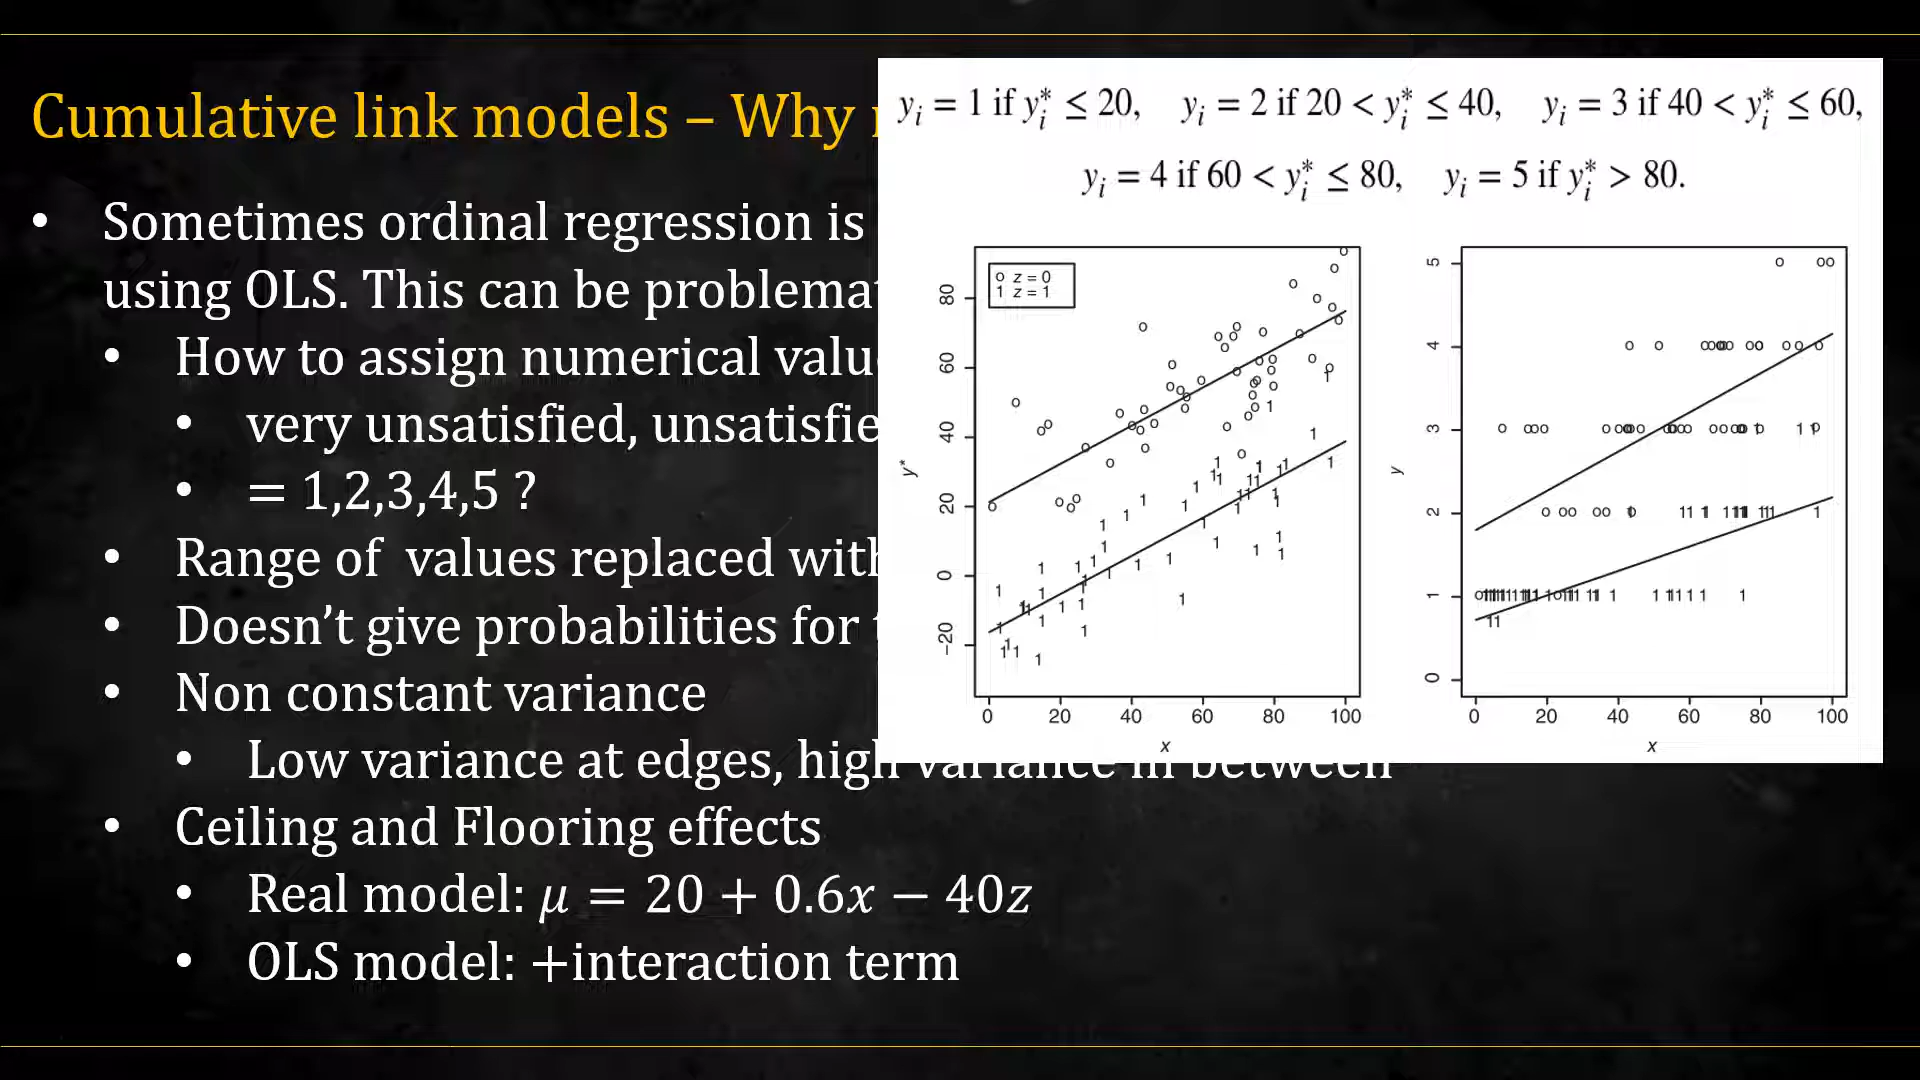 Cumulative link models – Why
• Sometimes ordinal regression is
using OLS. This can be
• How to assign numerical
• very unsatisfied,
• = 1,2,3,4,5 ?
• Range of values replaced
• Doesn’t give probabilities for
• Non constant variance
• Low variance at edges, high variance in between
• Ceiling and Flooring effects
• Real model: μ = 20 + 0.6x − 40z
• OLS model: +interaction term
yᵢ = 1 if yᵢ* ≤ 20, yᵢ = 2 if 20 < yᵢ* ≤ 40, yᵢ = 3 if 40 < yᵢ* ≤ 60,
yᵢ = 4 if 60 < yᵢ* ≤ 80, yᵢ = 5 if yᵢ* > 80.
o z = 0
1 z = 1
80
60
40
20
0
−20
y*
0 20 40 60 80 100
x
5
4
3
2
1
0
y
0 20 40 60 80 100
x